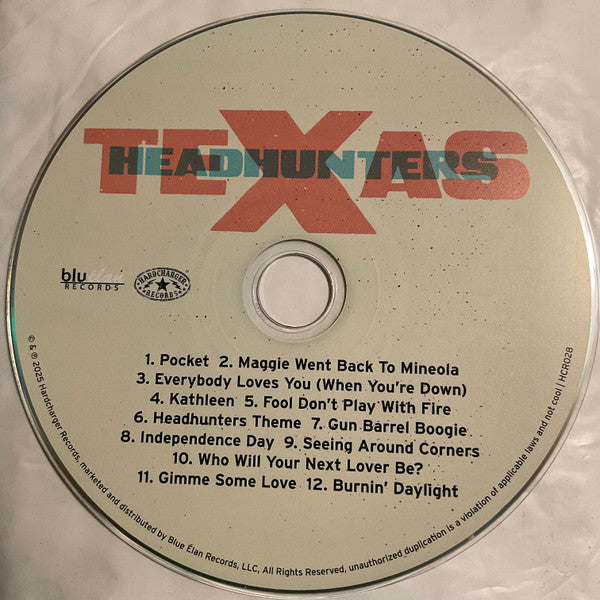 TEXAS
HEADHUNTERS
blu élan
RECORDS
HARDCHARGER
RECORDS
1. Pocket 2. Maggie Went Back To Mineola
3. Everybody Loves You (When You're Down)
4. Kathleen 5. Fool Don't Play With Fire
6. Headhunters Theme 7. Gun Barrel Boogie
8. Independence Day 9. Seeing Around Corners
10. Who Will Your Next Lover Be?
11. Gimme Some Love 12. Burnin' Daylight
© & ℗ 2025 Hardcharger Records, marketed and distributed by Blue Élan Records, LLC, All Rights Reserved, unauthorized duplication is a violation of applicable laws and not cool | HCR028